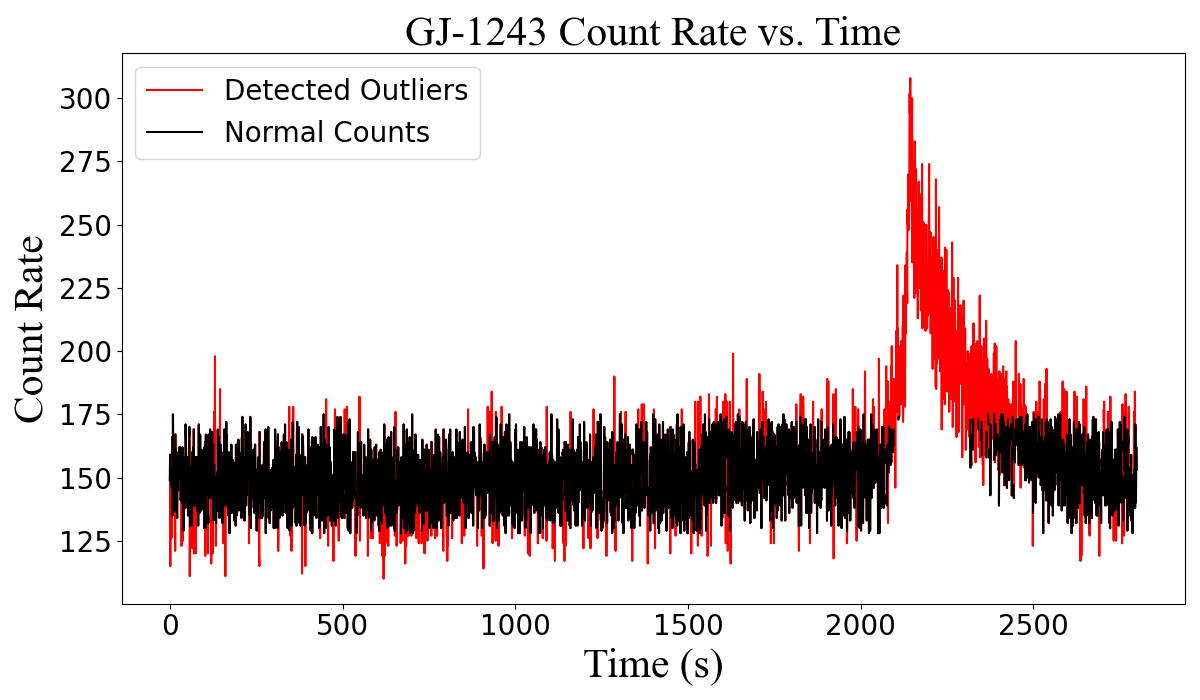 GJ-1243 Count Rate vs. Time
Detected Outliers
Normal Counts
300
275
250
225
200
175
150
125
Count Rate
0 500 1000 1500 2000 2500
Time (s)